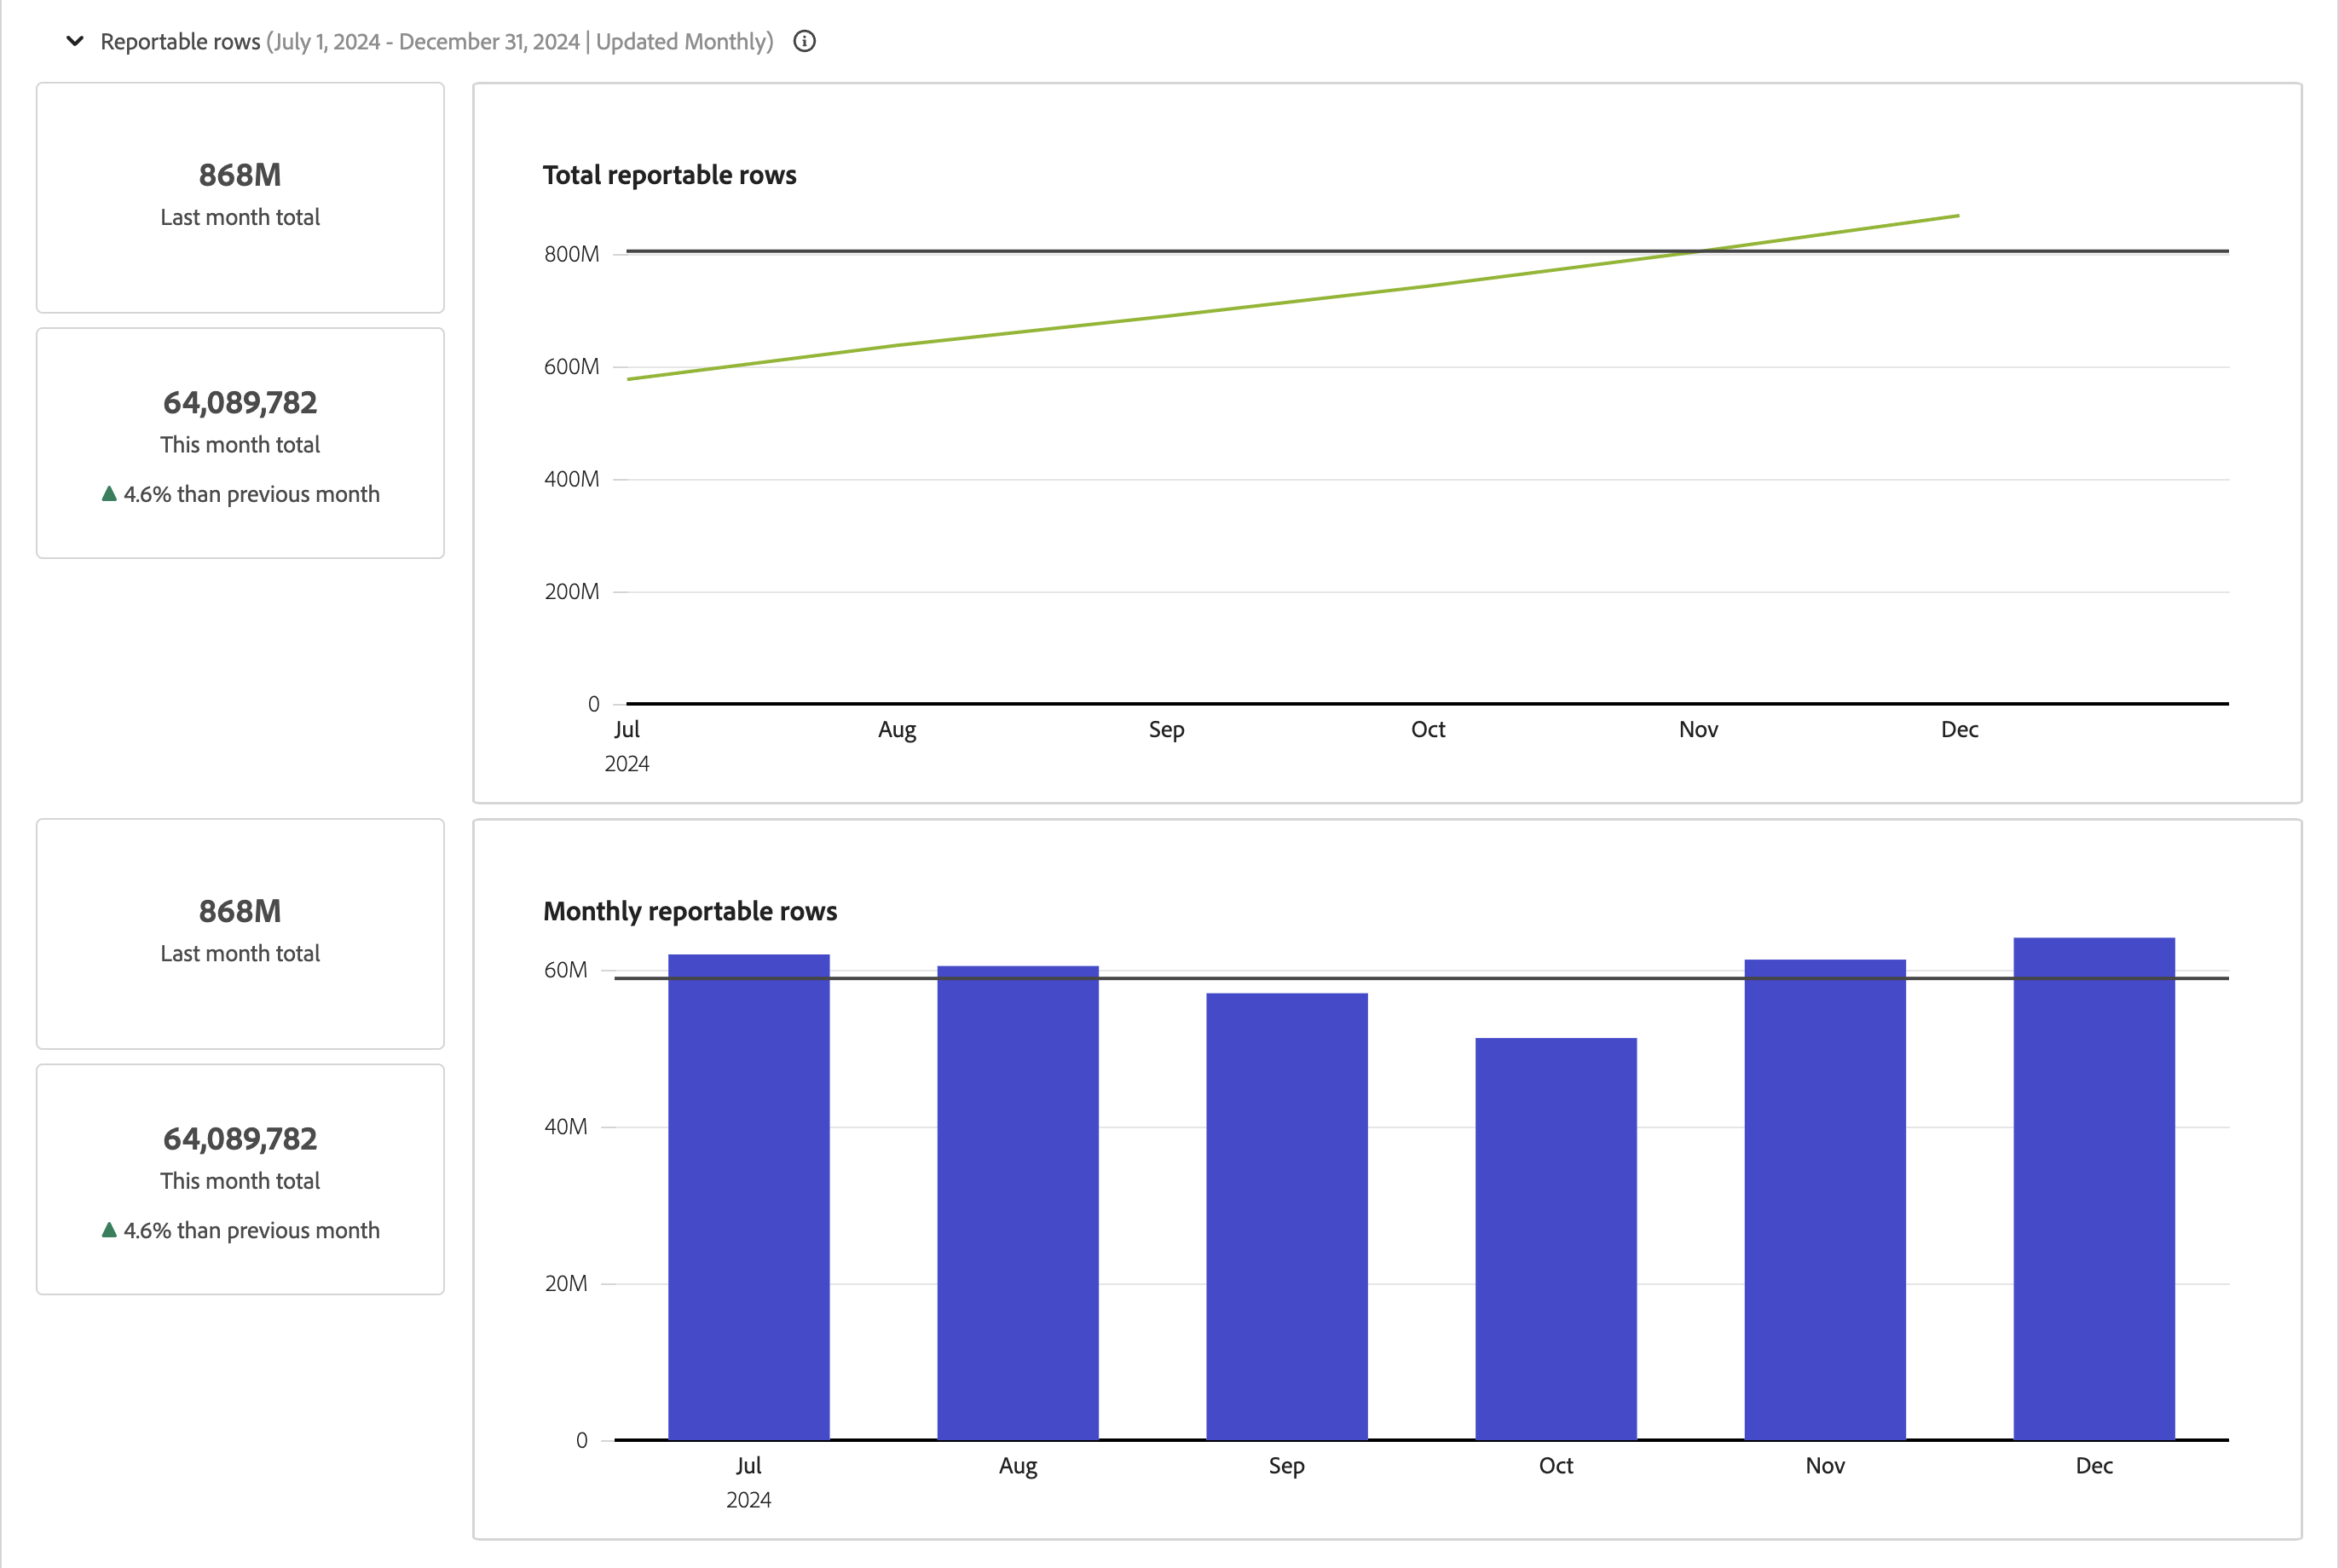 Reportable rows (July 1, 2024 - December 31, 2024 | Updated Monthly)
868M
Last month total
64,089,782
This month total
4.6% than previous month
Total reportable rows
800M
600M
400M
200M
0
Jul Aug Sep Oct Nov Dec
2024
868M
Last month total
64,089,782
This month total
4.6% than previous month
Monthly reportable rows
60M
40M
20M
0
Jul Aug Sep Oct Nov Dec
2024